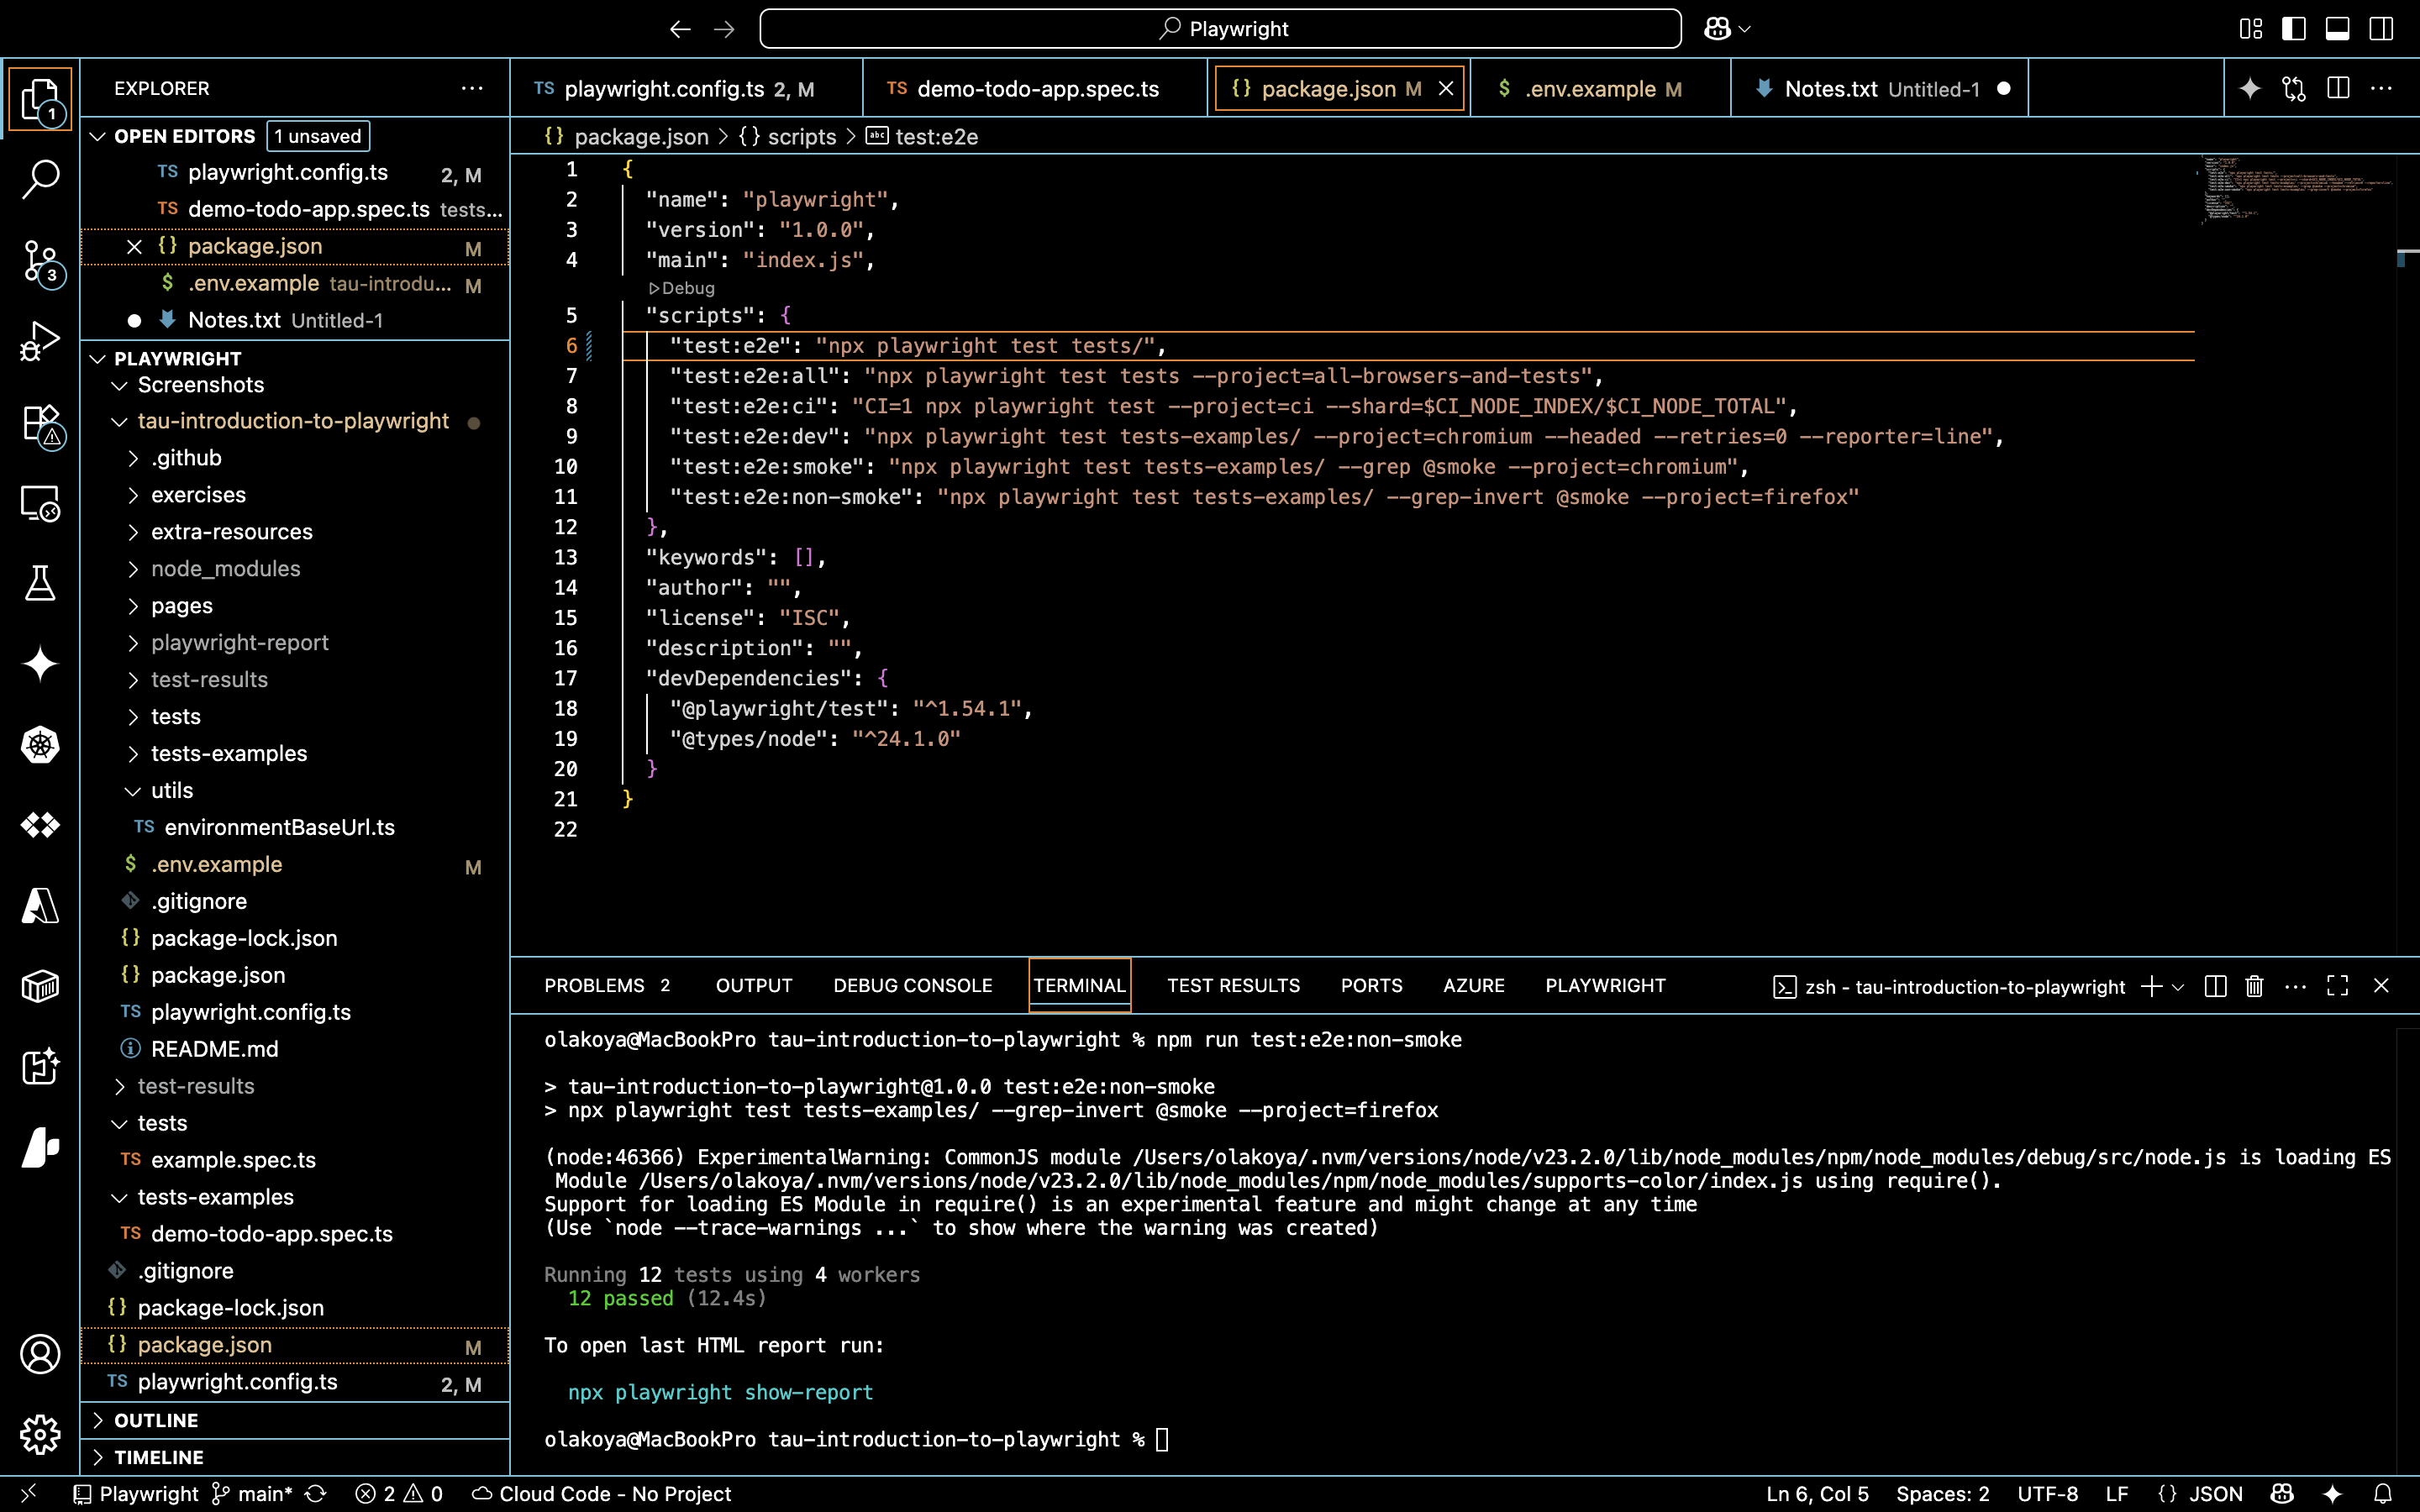 Playwright
EXPLORER
OPEN EDITORS 1 unsaved
TS playwright.config.ts 2, M
TS demo-todo-app.spec.ts tests...
{} package.json M
$ .env.example tau-introdu... M
Notes.txt Untitled-1
PLAYWRIGHT
Screenshots
tau-introduction-to-playwright
.github
exercises
extra-resources
node_modules
pages
playwright-report
test-results
tests
tests-examples
utils
TS environmentBaseUrl.ts
$ .env.example M
.gitignore
{} package-lock.json
{} package.json
TS playwright.config.ts
README.md
test-results
tests
TS example.spec.ts
tests-examples
TS demo-todo-app.spec.ts
.gitignore
{} package-lock.json
{} package.json M
TS playwright.config.ts 2, M
OUTLINE
TIMELINE
1
3
TS playwright.config.ts 2, M
TS demo-todo-app.spec.ts
{} package.json M
$ .env.example M
Notes.txt Untitled-1
{} package.json > {} scripts > abc test:e2e
1 {
2 "name": "playwright",
3 "version": "1.0.0",
4 "main": "index.js",
Debug
5 "scripts": {
6 "test:e2e": "npx playwright test tests/",
7 "test:e2e:all": "npx playwright test tests --project=all-browsers-and-tests",
8 "test:e2e:ci": "CI=1 npx playwright test --project=ci --shard=$CI_NODE_INDEX/$CI_NODE_TOTAL",
9 "test:e2e:dev": "npx playwright test tests-examples/ --project=chromium --headed --retries=0 --reporter=line",
10 "test:e2e:smoke": "npx playwright test tests-examples/ --grep @smoke --project=chromium",
11 "test:e2e:non-smoke": "npx playwright test tests-examples/ --grep-invert @smoke --project=firefox"
12 },
13 "keywords": [],
14 "author": "",
15 "license": "ISC",
16 "description": "",
17 "devDependencies": {
18 "@playwright/test": "^1.54.1",
19 "@types/node": "^24.1.0"
20 }
21 }
22
PROBLEMS 2 OUTPUT DEBUG CONSOLE TERMINAL TEST RESULTS PORTS AZURE PLAYWRIGHT zsh - tau-introduction-to-playwright
olakoya@MacBookPro tau-introduction-to-playwright % npm run test:e2e:non-smoke
> tau-introduction-to-playwright@1.0.0 test:e2e:non-smoke
> npx playwright test tests-examples/ --grep-invert @smoke --project=firefox
(node:46366) ExperimentalWarning: CommonJS module /Users/olakoya/.nvm/versions/node/v23.2.0/lib/node_modules/npm/node_modules/debug/src/node.js is loading ES
Module /Users/olakoya/.nvm/versions/node/v23.2.0/lib/node_modules/npm/node_modules/supports-color/index.js using require().
Support for loading ES Module in require() is an experimental feature and might change at any time
(Use `node --trace-warnings ...` to show where the warning was created)
Running 12 tests using 4 workers
12 passed (12.4s)
To open last HTML report run:
npx playwright show-report
olakoya@MacBookPro tau-introduction-to-playwright %
Playwright main* 2 0 Cloud Code - No Project Ln 6, Col 5 Spaces: 2 UTF-8 LF {} JSON